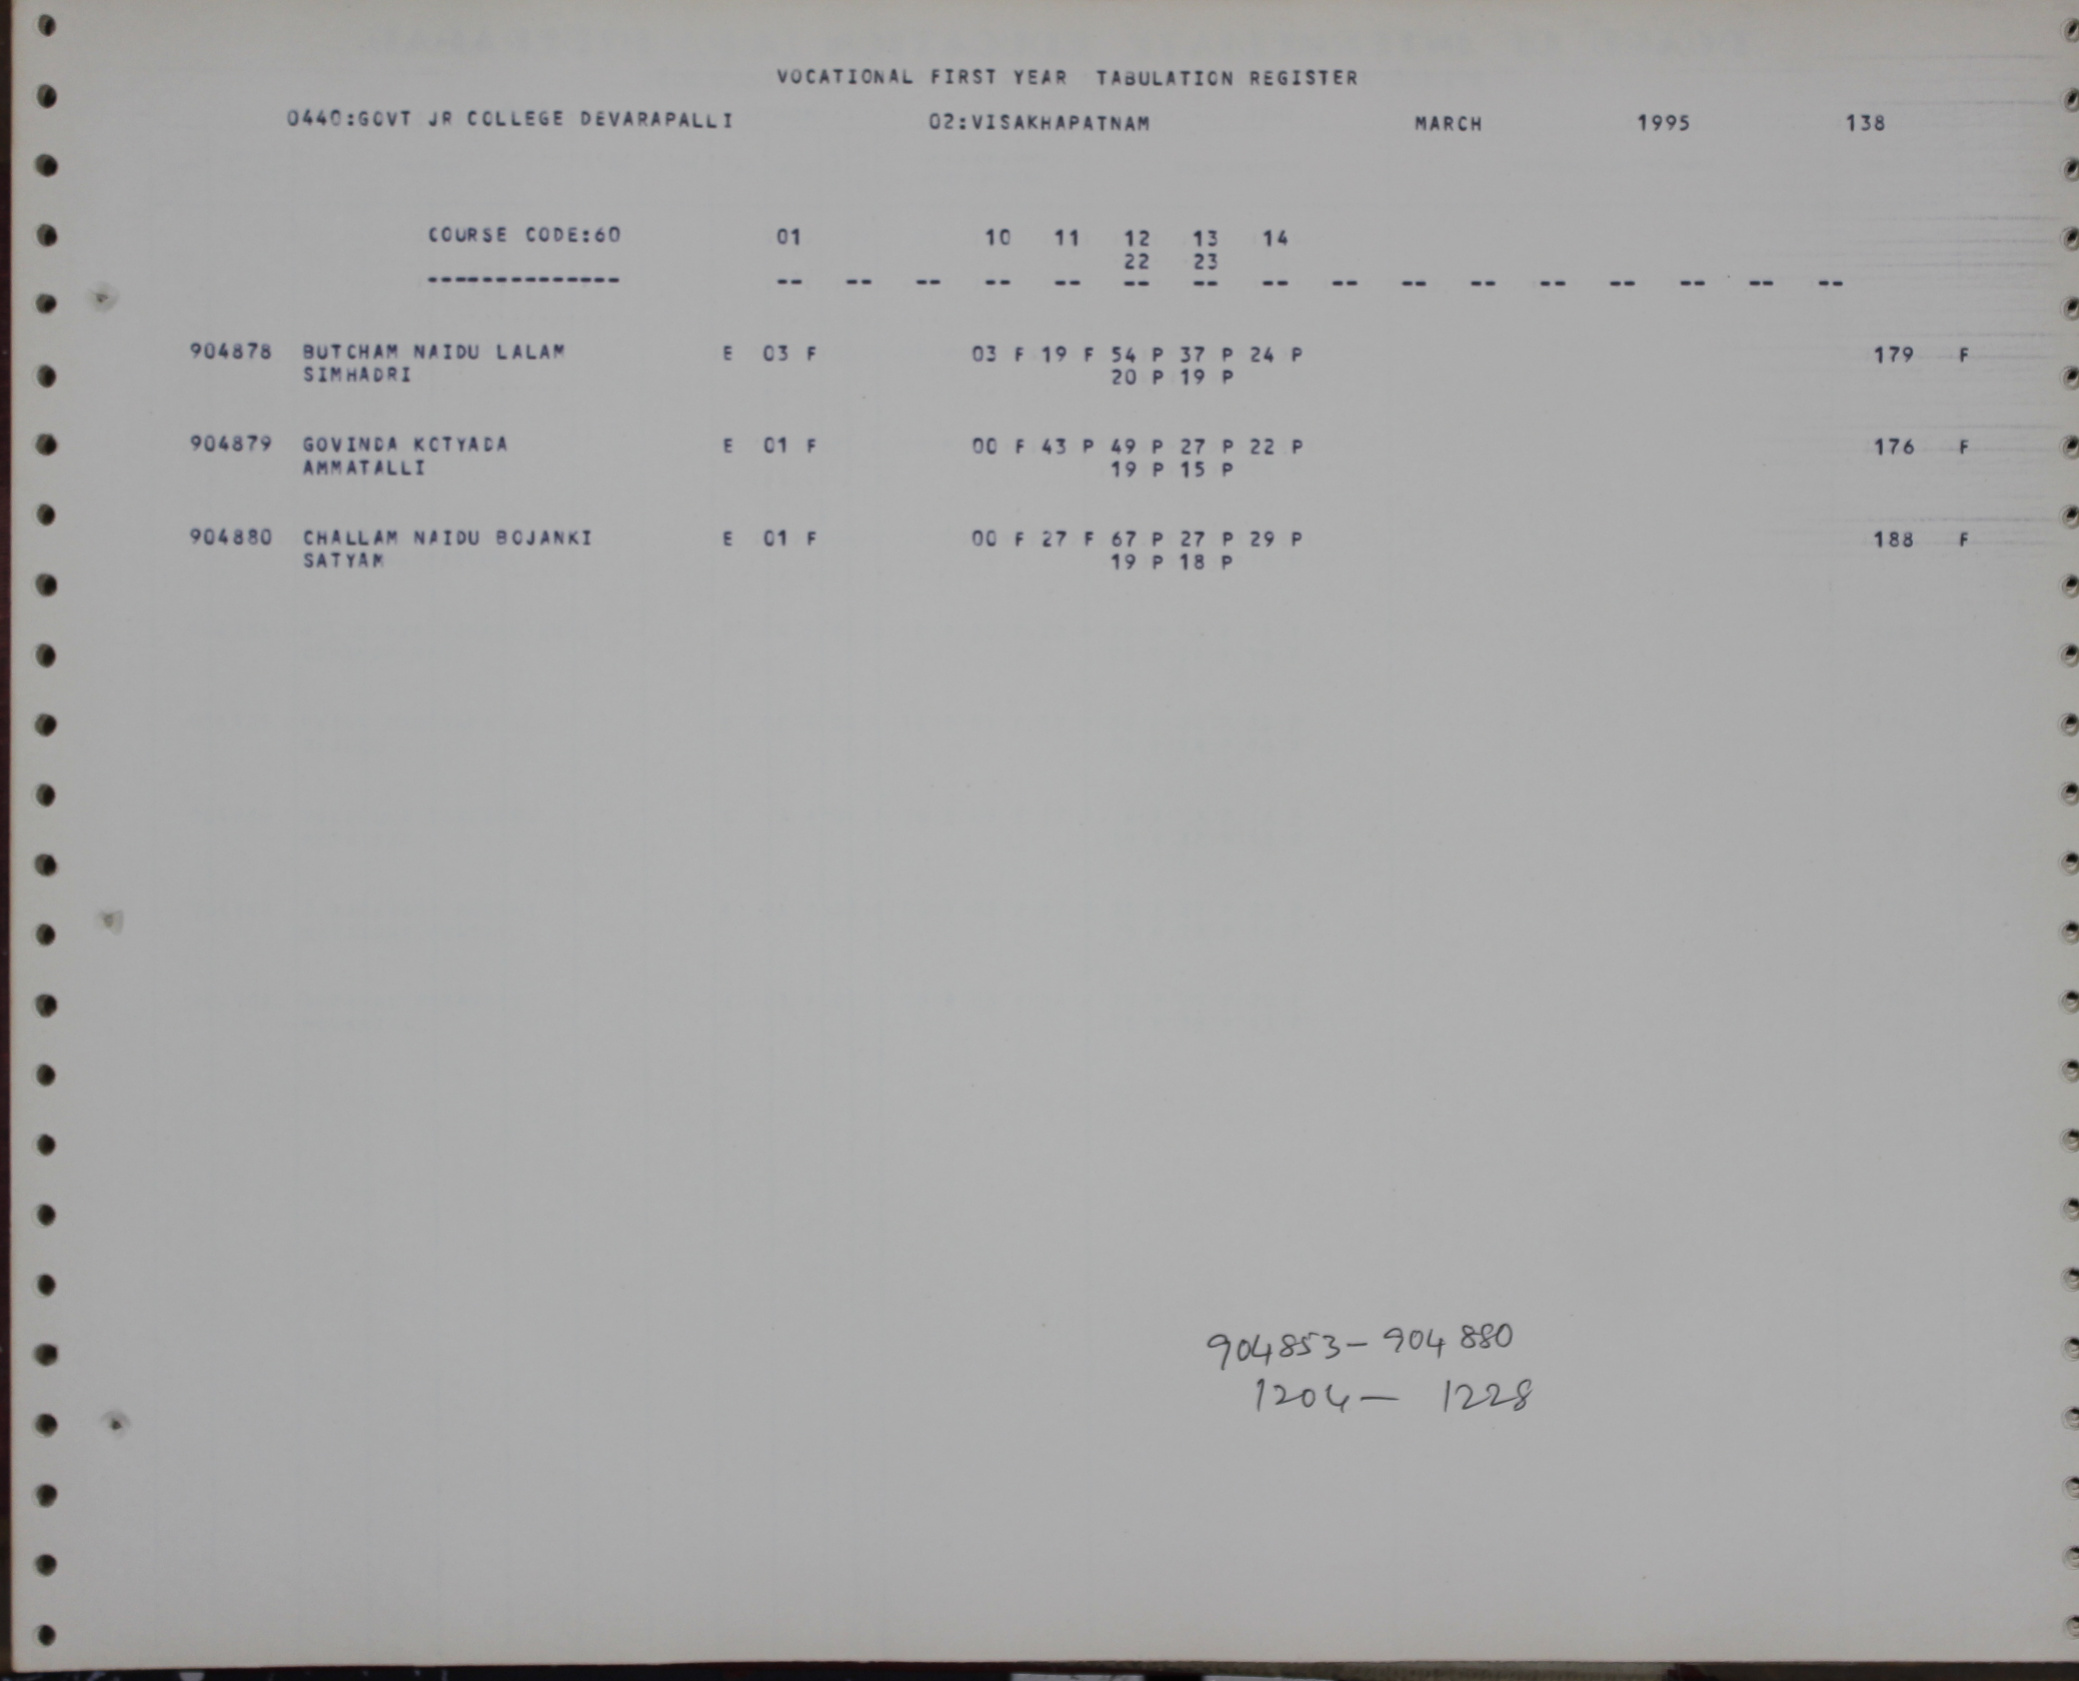 VOCATIONAL FIRST YEAR TABULATION REGISTER
0440:GOVT JR COLLEGE DEVARAPALLI 02:VISAKHAPATNAM MARCH 1995 138
COURSE CODE:60 01 10 11 12 13 14
22 23
-------------- -- -- -- -- -- -- -- -- -- -- -- -- -- -- -- --
904878 BUTCHAM NAIDU LALAM E 03 F 03 F 19 F 54 P 37 P 24 P 179 F
SIMHADRI 20 P 19 P
904879 GOVINDA KOTYADA E 01 F 00 F 43 P 49 P 27 P 22 P 176 F
AMMATALLI 19 P 15 P
904880 CHALLAM NAIDU BOJANKI E 01 F 00 F 27 F 67 P 27 P 29 P 188 F
SATYAM 19 P 18 P
904853 - 904880
1204 - 1228